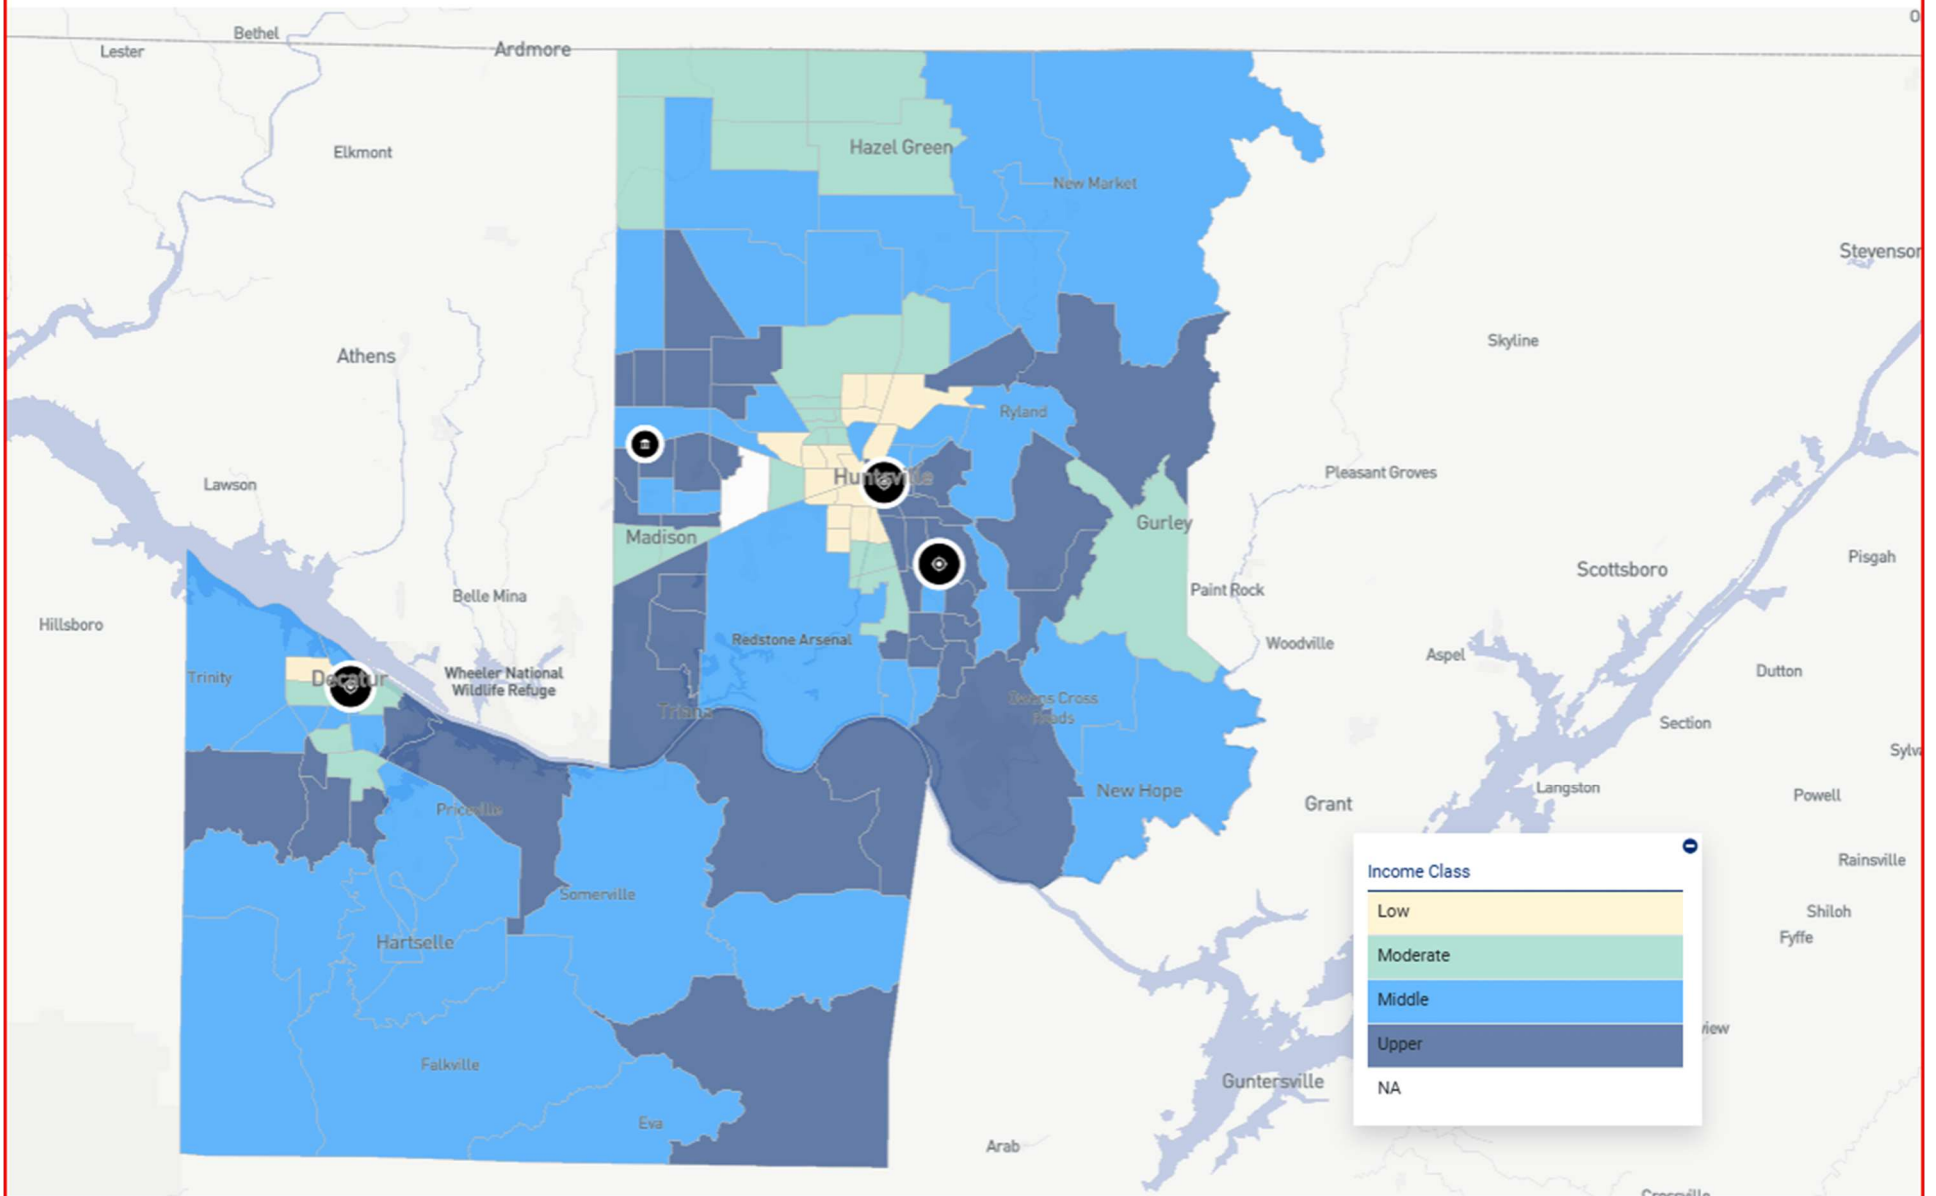 O
Bethel
Lester
Ardmore
Elkmont
Hazel Green
New Market
Stevenson
Athens
Skyline
Ryland
Lawson
Huntsville
Pleasant Groves
Madison
Gurley
Pisgah
Scottsboro
Belle Mina
Paint Rock
Hillsboro
Redstone Arsenal
Woodville
Aspel
Trinity
Decatur
Wheeler National
Wildlife Refuge
Dutton
Triana
Owens Cross
Roads
Section
Sylva
Priceville
New Hope
Grant
Langston
Powell
Somerville
Rainsville
Shiloh
Fyffe
Hartselle
Falkville
Eva
Guntersville
Arab
view
Crossville
Income Class
Low
Moderate
Middle
Upper
NA